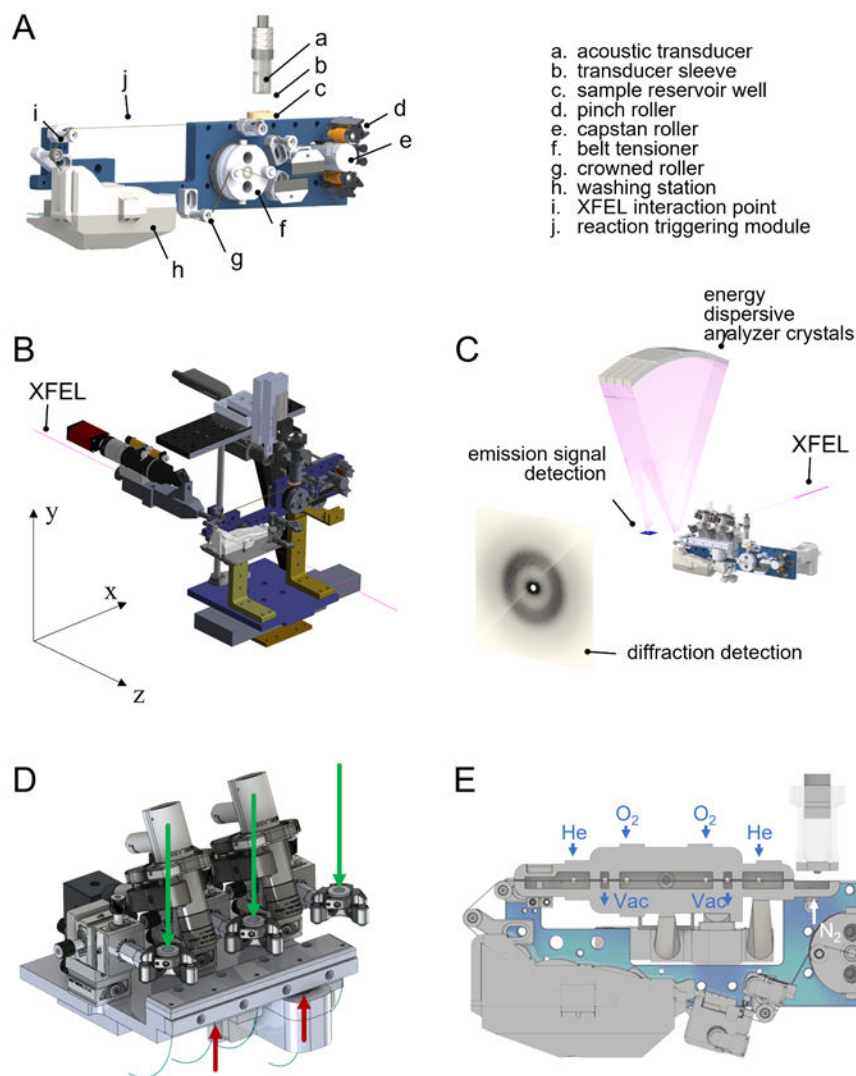 A
a
b
c
d
e
f
g
h
i
j
a. acoustic transducer
b. transducer sleeve
c. sample reservoir well
d. pinch roller
e. capstan roller
f. belt tensioner
g. crowned roller
h. washing station
i. XFEL interaction point
j. reaction triggering module
B
XFEL
y
x
z
C
energy
dispersive
analyzer crystals
XFEL
emission signal
detection
diffraction detection
D
E
O₂ O₂
He He
Vac Vac
N₂